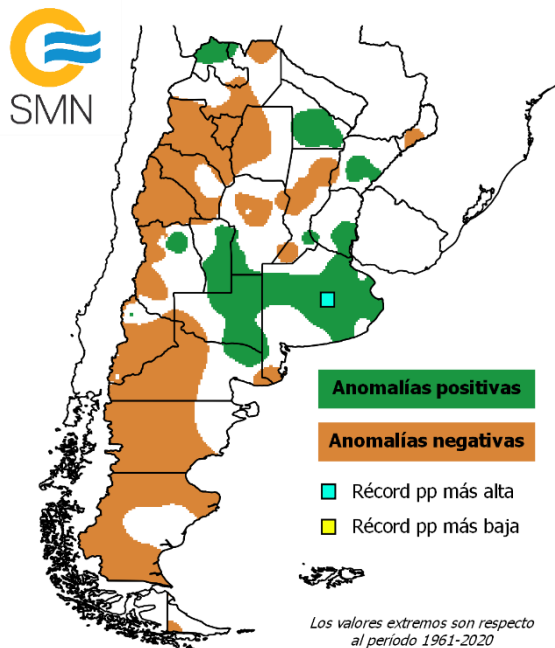 SMN
Anomalías positivas
Anomalías negativas
Récord pp más alta
Récord pp más baja
Los valores extremos son respecto
al período 1961-2020